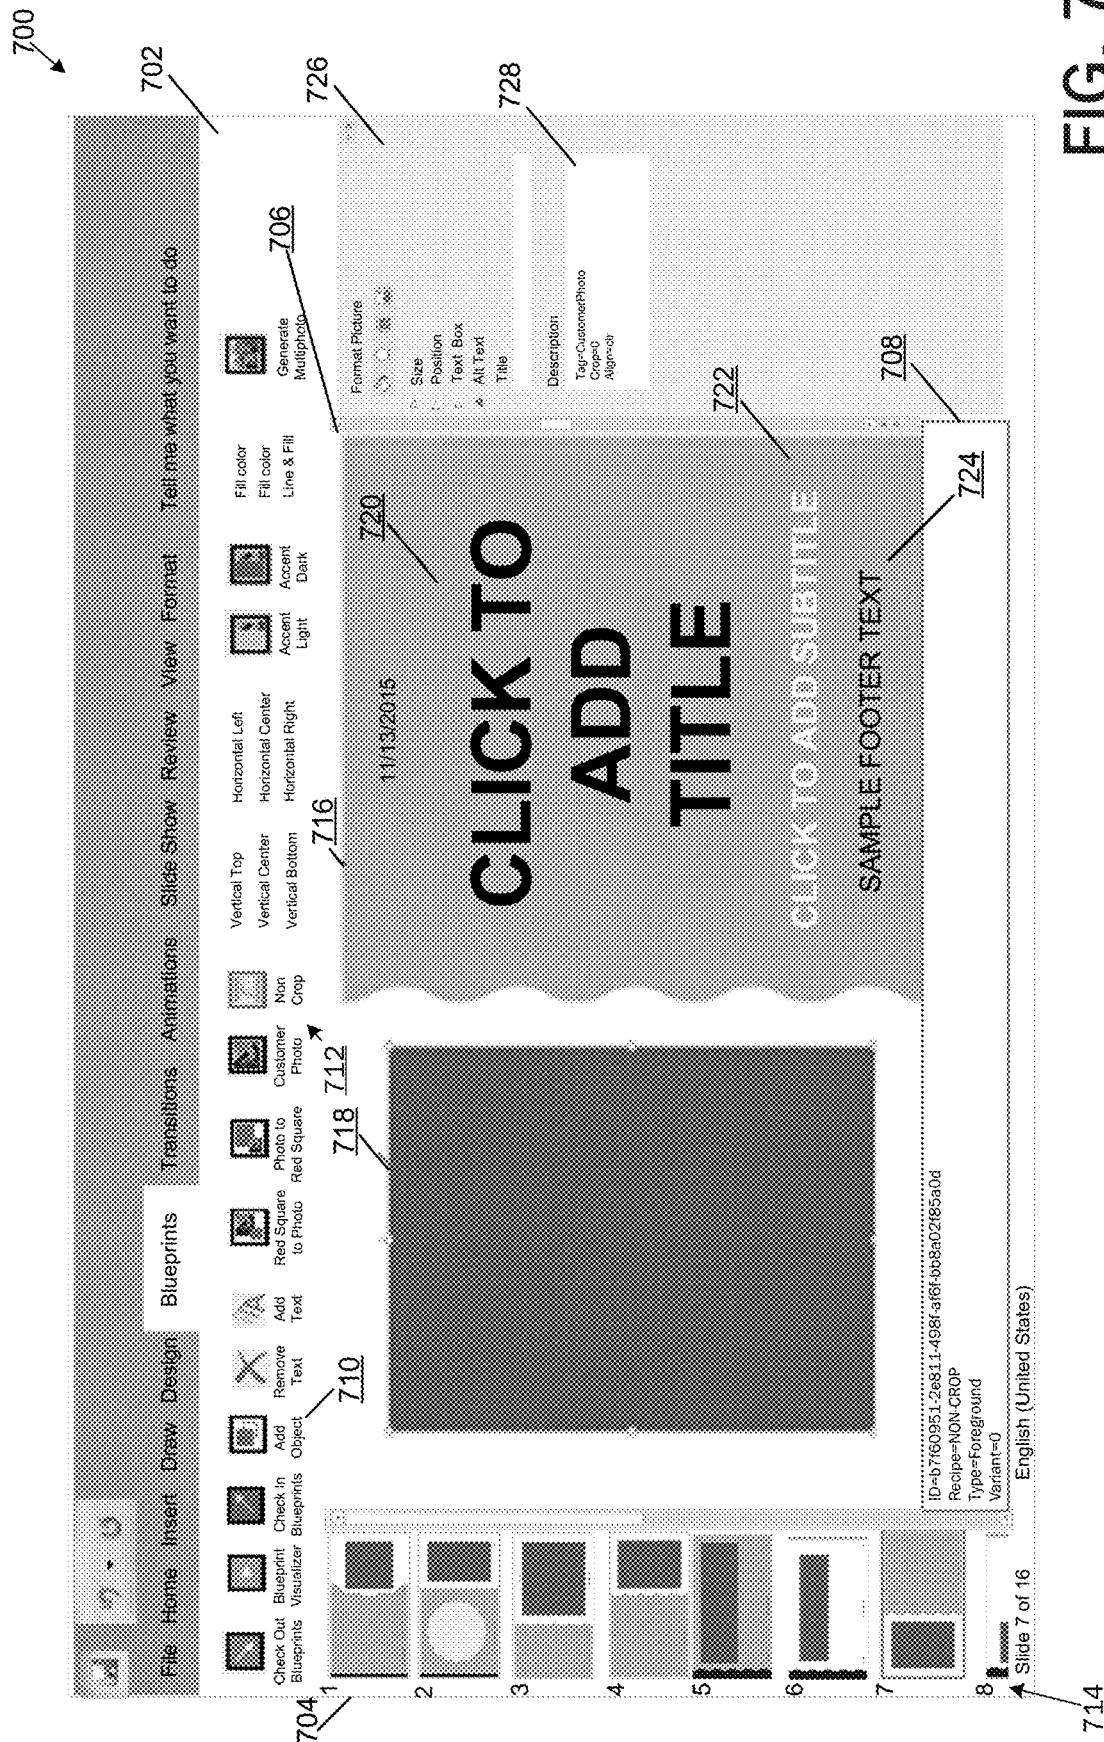 700
702
File Home Insert Draw Design Blueprints Transitions Animations Slide Show Review View Format Tell me what you want to do
Check Out
Blueprints
Blueprint
Visualizer
Check In
Blueprints
Add
Object
Remove
Text
Add
Text
Red Square
to Photo
Photo to
Red Square
Customer
Photo
Non
Crop
Vertical Top
Vertical Center
Vertical Bottom
Horizontal Left
Horizontal Center
Horizontal Right
Accent
Light
Accent
Dark
Fill color
Fill color
Line & Fill
Generate
Multiphoto
704
710
712
716
706
726
1
2
3
4
5
6
7
8
718
11/13/2015
720
CLICK TO
ADD
TITLE
CLICK TO ADD SUBTITLE
722
SAMPLE FOOTER TEXT
724
Format Picture
Size
Position
Text Box
Alt Text
Title
Description
728
Tag=CustomerPhoto
Crop=0
Align=ctr
708
ID=b7f60951-2e811-498f-af6f-bb8a02f85a0d
Recipe=NON-CROP
Type=Foreground
Variant=0
Slide 7 of 16
English (United States)
714
FIG. 7